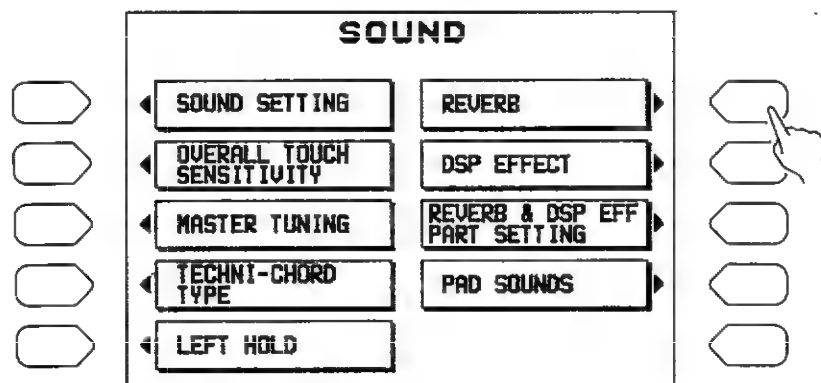 SOUND
SOUND SETTING
OVERALL TOUCH
SENSITIVITY
MASTER TUNING
TECHNI-CHORD
TYPE
LEFT HOLD
REVERB
DSP EFFECT
REVERB & DSP EFF
PART SETTING
PAD SOUNDS